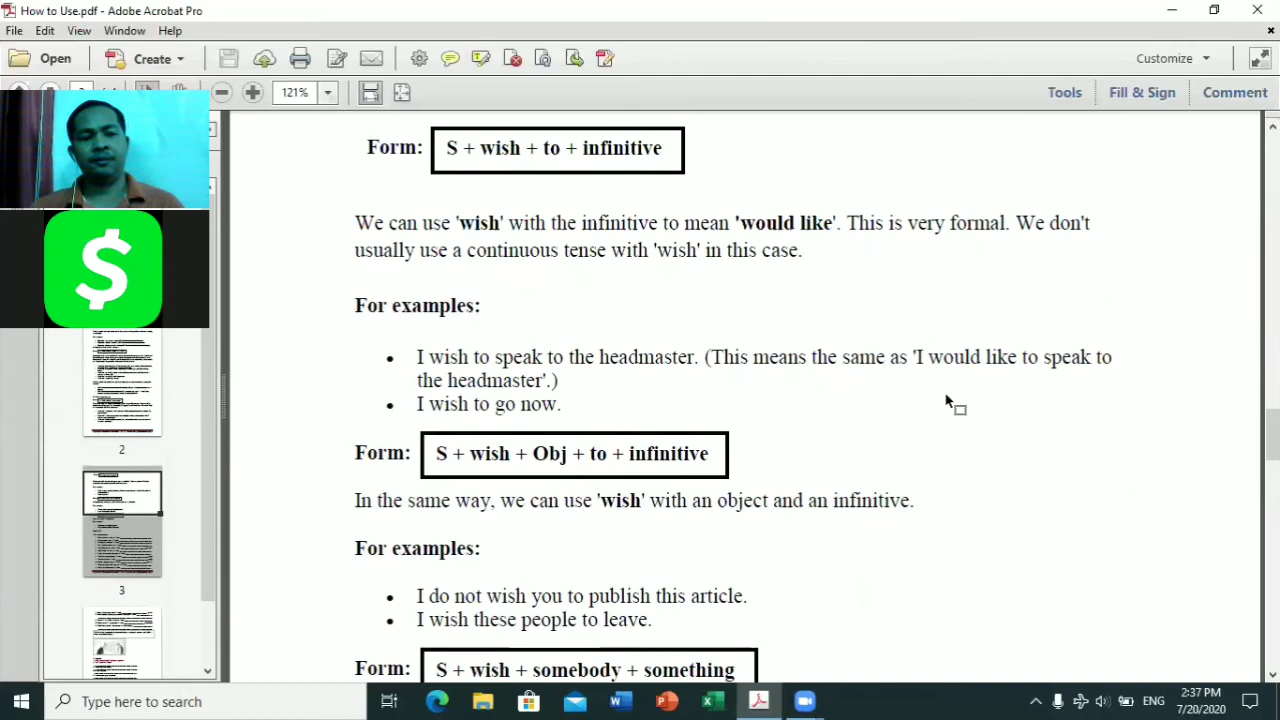 How to Use.pdf - Adobe Acrobat Pro
File Edit View Window Help
Open Create Customize
121% Tools Fill & Sign Comment
Form: S + wish + to + infinitive
We can use 'wish' with the infinitive to mean 'would like'. This is very formal. We don't
usually use a continuous tense with 'wish' in this case.
$
For examples:
• I wish to speak to the headmaster. (This means the same as 'I would like to speak to
the headmaster'.)
• I wish to go now.
Form: S + wish + Obj + to + infinitive
2
In the same way, we can use 'wish' with an object and an infinitive.
For examples:
3
• I do not wish you to publish this article.
• I wish these people to leave.
Form: S + wish + somebody + something
Type here to search
ENG
2:37 PM
7/20/2020